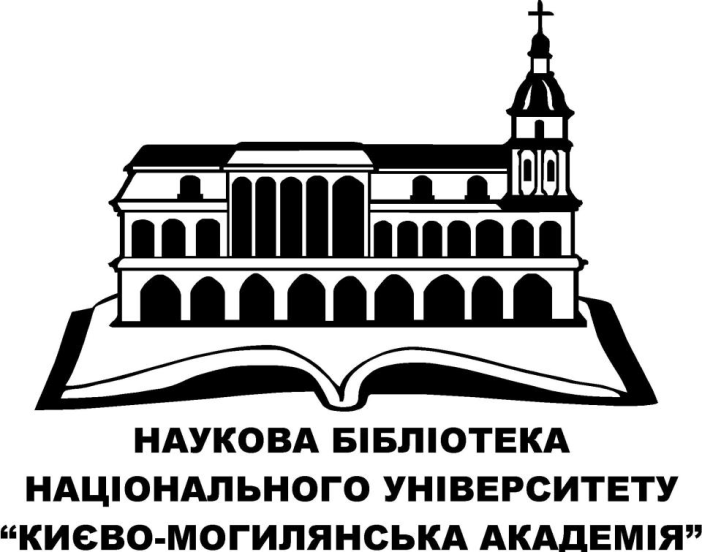 НАУКОВА БІБЛІОТЕКА
НАЦІОНАЛЬНОГО УНІВЕРСИТЕТУ
“КИЄВО-МОГИЛЯНСЬКА АКАДЕМІЯ”